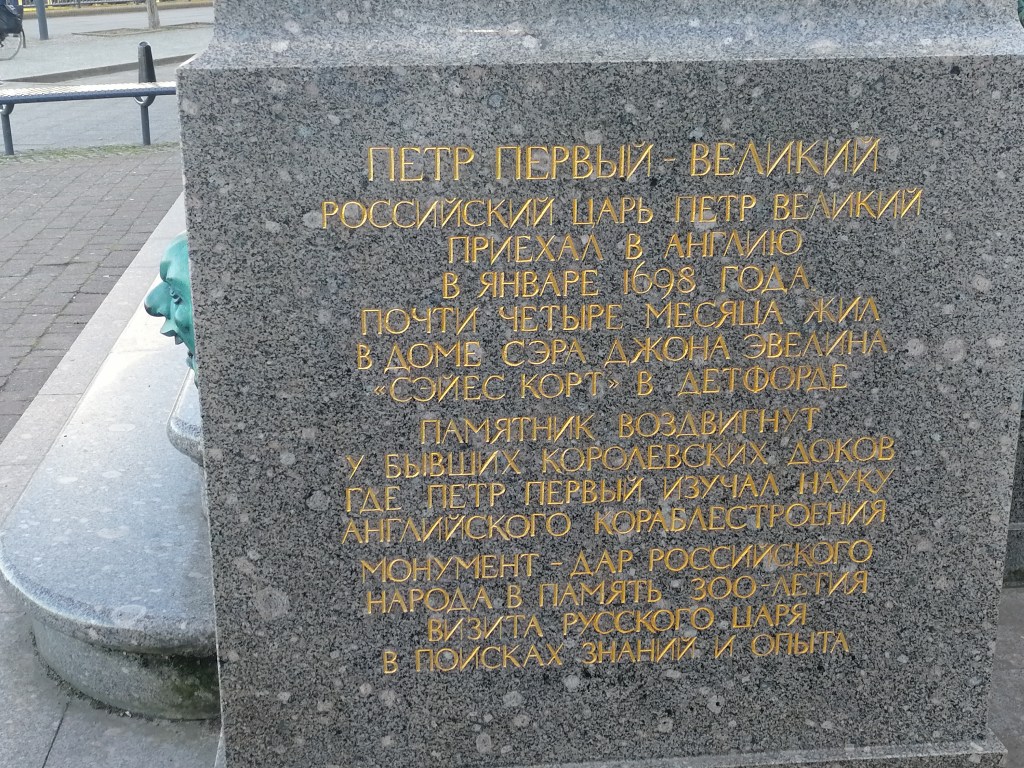 ПЕТР ПЕРВЫЙ - ВЕЛИКИЙ
РОССИЙСКИЙ ЦАРЬ ПЕТР ВЕЛИКИЙ
ПРИЕХАЛ В АНГЛИЮ
В ЯНВАРЕ 1698 ГОДА
ПОЧТИ ЧЕТЫРЕ МЕСЯЦА ЖИЛ
В ДОМЕ СЭРА ДЖОНА ЭВЕЛИНА
«СЭЙЕС КОРТ» В ДЕТФОРДЕ
ПАМЯТНИК ВОЗДВИГНУТ
У БЫВШИХ КОРОЛЕВСКИХ ДОКОВ
ГДЕ ПЕТР ПЕРВЫЙ ИЗУЧАЛ НАУКУ
АНГЛИЙСКОГО КОРАБЛЕСТРОЕНИЯ
МОНУМЕНТ - ДАР РОССИЙСКОГО
НАРОДА В ПАМЯТЬ 300-ЛЕТИЯ
ВИЗИТА РУССКОГО ЦАРЯ
В ПОИСКАХ ЗНАНИЙ И ОПЫТА